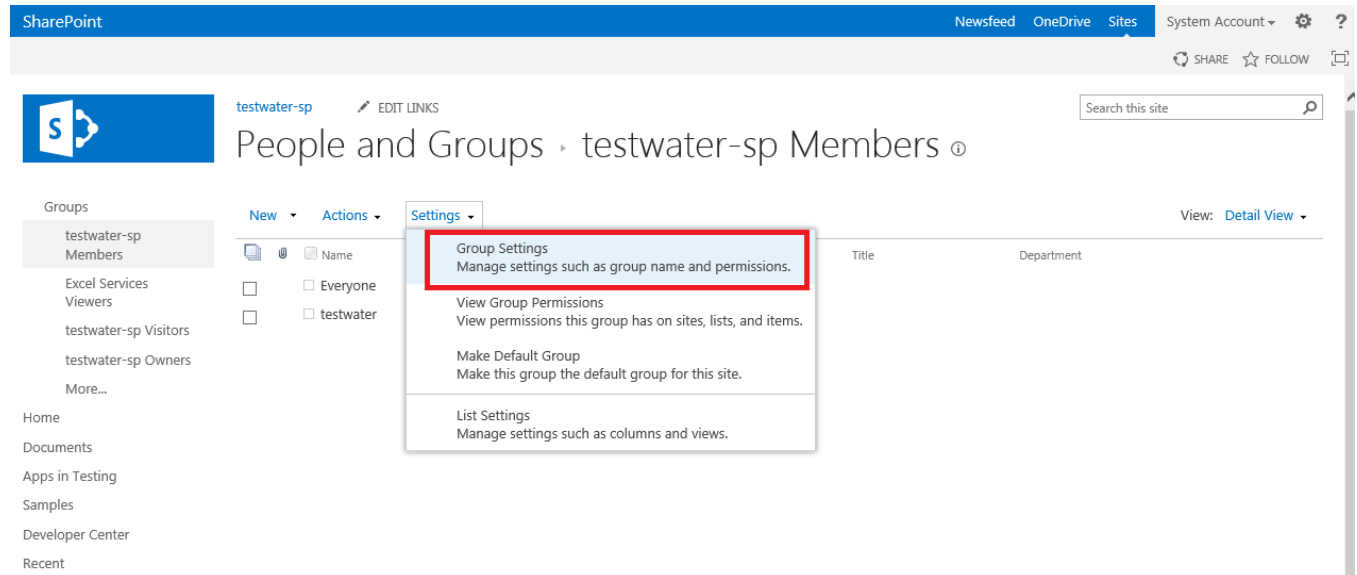 SharePoint
Newsfeed OneDrive Sites System Account ?
SHARE FOLLOW
S
testwater-sp EDIT LINKS
Search this site
People and Groups testwater-sp Members
Groups
testwater-sp
Members
Excel Services
Viewers
testwater-sp Visitors
testwater-sp Owners
More...
Home
Documents
Apps in Testing
Samples
Developer Center
Recent
New Actions Settings
View: Detail View
Name
Title
Department
Everyone
testwater
Group Settings
Manage settings such as group name and permissions.
View Group Permissions
View permissions this group has on sites, lists, and items.
Make Default Group
Make this group the default group for this site.
List Settings
Manage settings such as columns and views.